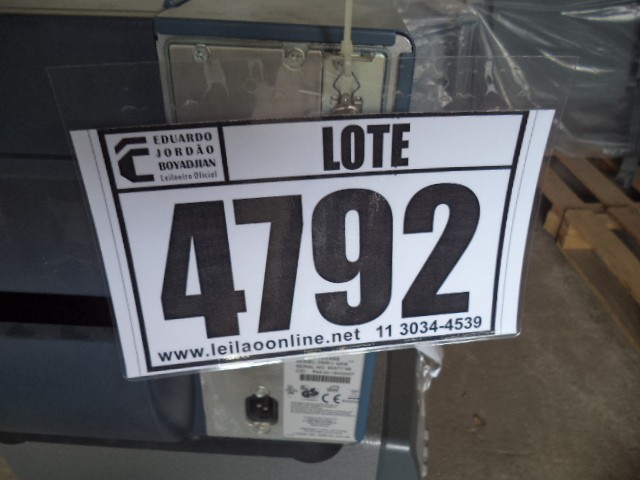 EDUARDO
JORDÃO
BOYADJIAN
Leiloeiro Oficial
LOTE
4792
www.leilaoonline.net 11 3034-4539